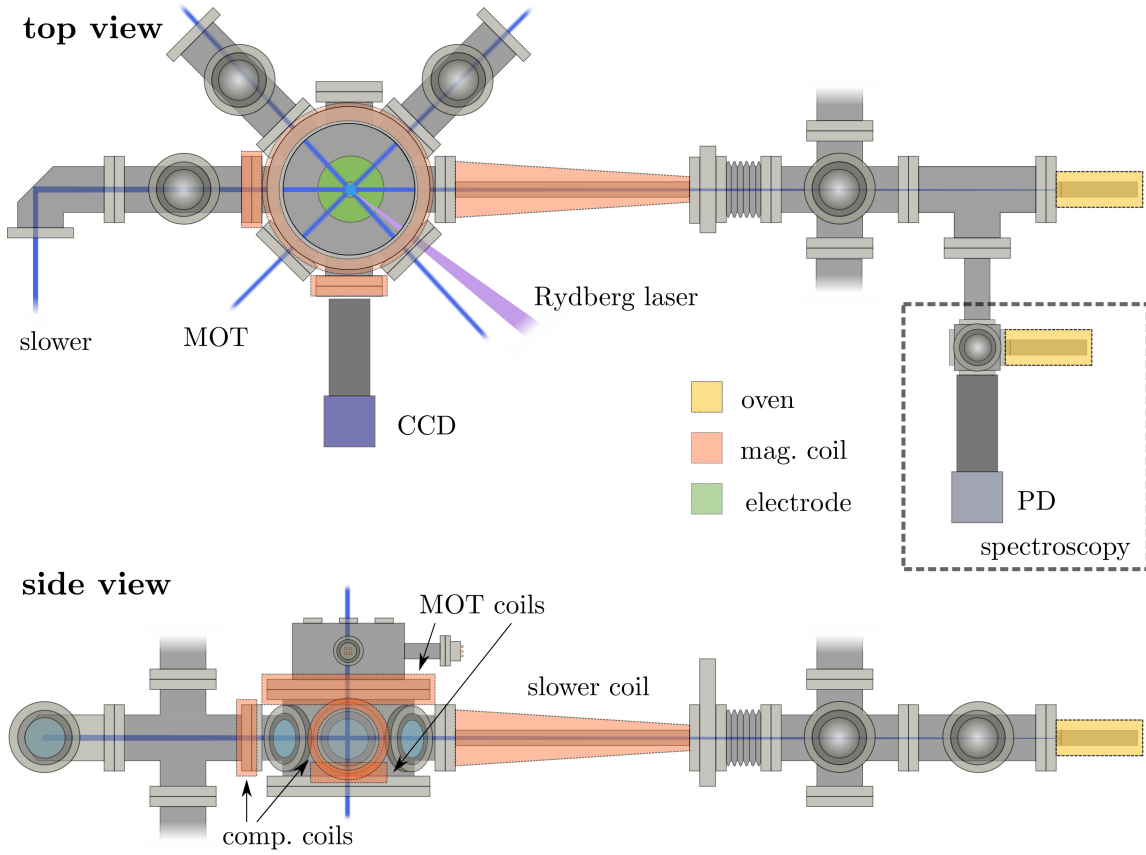 top view
slower
MOT
Rydberg laser
CCD
oven
mag. coil
electrode
PD
spectroscopy
side view
MOT coils
slower coil
comp. coils